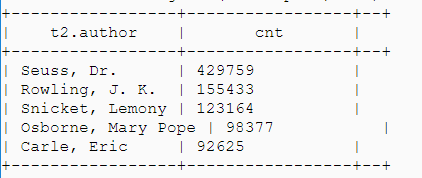 t2.author | cnt
Seuss, Dr. | 429759
Rowling, J. K. | 155433
Snicket, Lemony | 123164
Osborne, Mary Pope | 98377
Carle, Eric | 92625